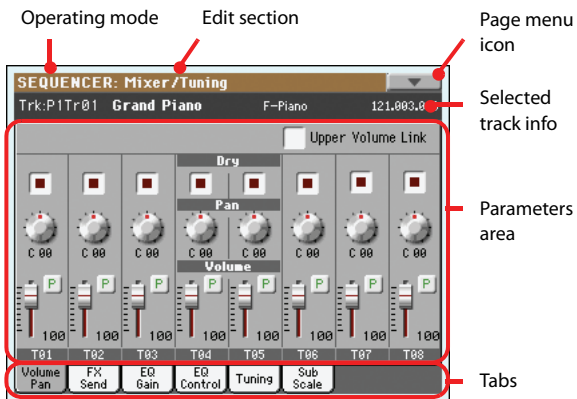 Operating mode
Edit section
Page menu
icon
SEQUENCER: Mixer/Tuning
Trk:P1Tr01 Grand Piano F-Piano 121.003.0
Selected
track info
Upper Volume Link
Dry
Pan
Parameters
area
C 00 C 00 C 00 C 00 C 00 C 00 C 00 C 00
Volume
P P P P P P P P
100 100 100 100 100 100 100 100
T01 T02 T03 T04 T05 T06 T07 T08
Volume Pan
FX Send
EQ Gain
EQ Control
Tuning
Sub Scale
Tabs